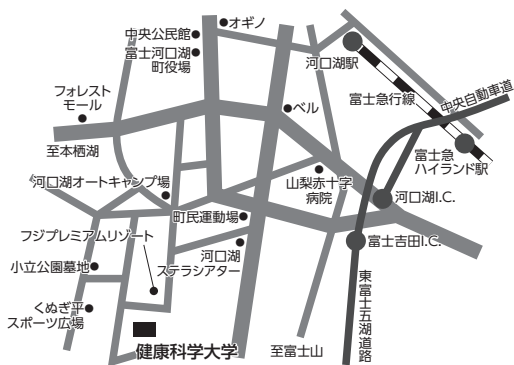 オギノ
中央公民館
富士河口湖
町役場
河口湖駅
フォレスト
モール
ベル
富士急行線
中央自動車道
至本栖湖
富士急
ハイランド駅
河口湖オートキャンプ場
山梨赤十字
病院
河口湖I.C.
町民運動場
フジプレミアムリゾート
河口湖
ステラシアター
富士吉田I.C.
小立公園墓地
くぬぎ平
スポーツ広場
東富士五湖道路
健康科学大学
至富士山